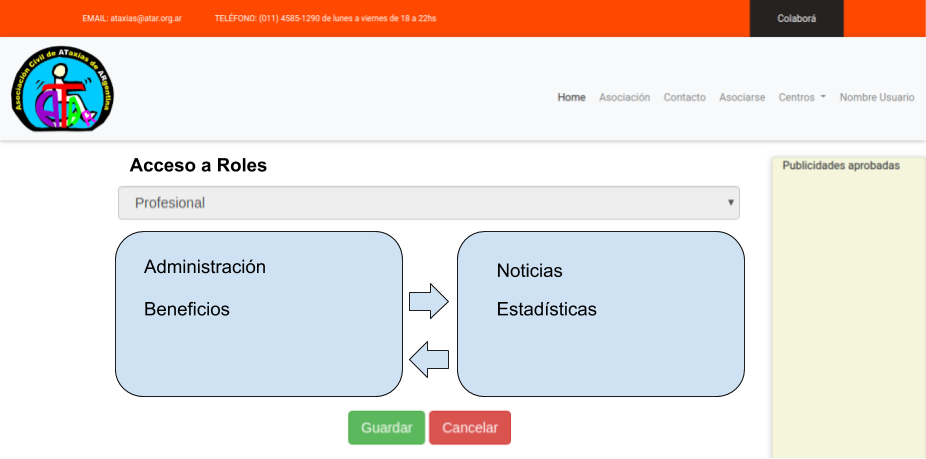 EMAIL: ataxias@atar.org.ar TELÉFONO: (011) 4585-1290 de lunes a viernes de 18 a 22hs Colaborá
Asociación Civil de ATaxias de ARgentina
ATAR
Home Asociación Contacto Asociarse Centros Nombre Usuario
Acceso a Roles
Publicidades aprobadas
Profesional
Administración
Beneficios
Noticias
Estadísticas
Guardar Cancelar